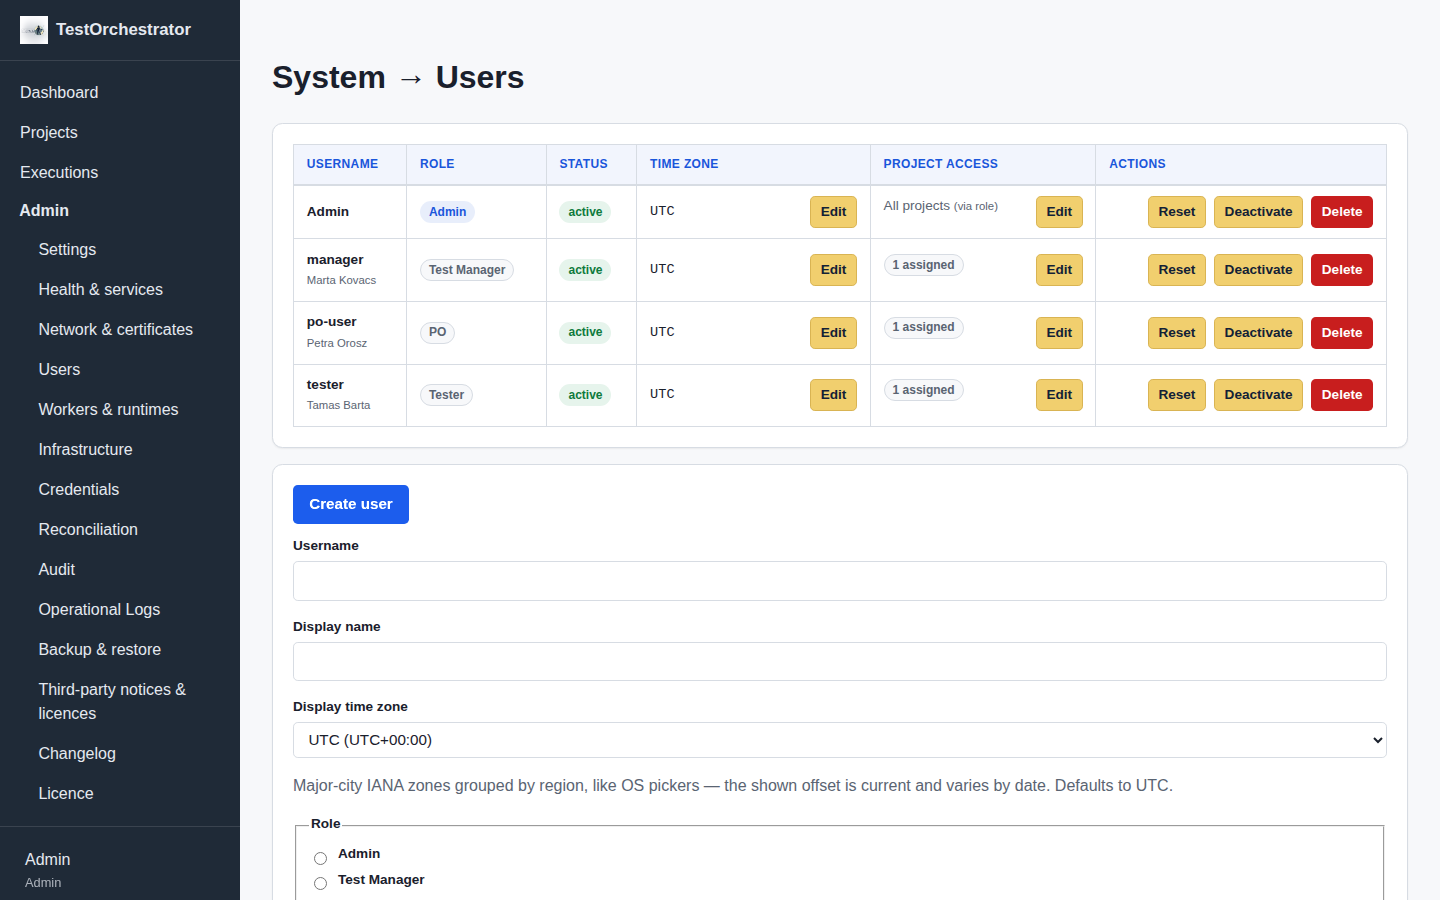 TestOrchestrator
Dashboard
Projects
Executions
Admin
Settings
Health & services
Network & certificates
Users
Workers & runtimes
Infrastructure
Credentials
Reconciliation
Audit
Operational Logs
Backup & restore
Third-party notices &
licences
Changelog
Licence
Admin
Admin
System → Users
USERNAME ROLE STATUS TIME ZONE PROJECT ACCESS ACTIONS
Admin Admin active UTC Edit All projects (via role) Edit Reset Deactivate Delete
manager
Marta Kovacs Test Manager active UTC Edit 1 assigned Edit Reset Deactivate Delete
po-user
Petra Orosz PO active UTC Edit 1 assigned Edit Reset Deactivate Delete
tester
Tamas Barta Tester active UTC Edit 1 assigned Edit Reset Deactivate Delete
Create user
Username
Display name
Display time zone
UTC (UTC+00:00)
Major-city IANA zones grouped by region, like OS pickers — the shown offset is current and varies by date. Defaults to UTC.
Role
Admin
Test Manager